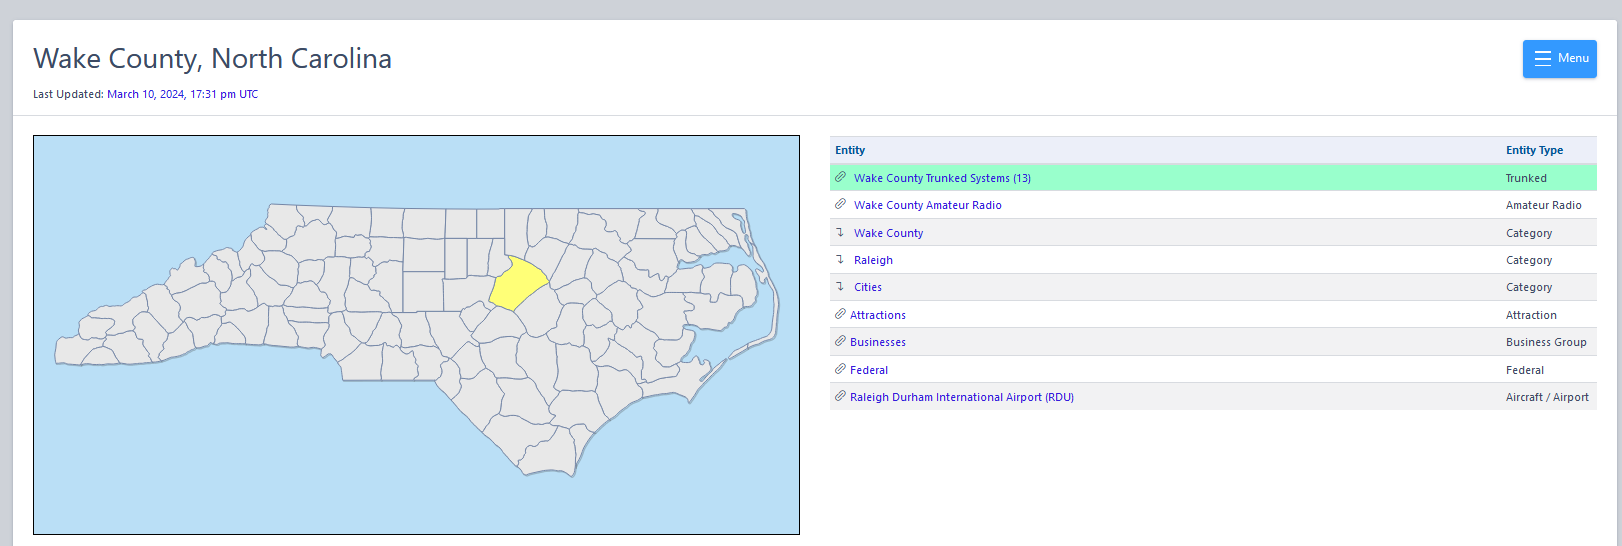 Wake County, North Carolina
Menu
Last Updated: March 10, 2024, 17:31 pm UTC
Entity Entity Type
Wake County Trunked Systems (13) Trunked
Wake County Amateur Radio Amateur Radio
Wake County Category
Raleigh Category
Cities Category
Attractions Attraction
Businesses Business Group
Federal Federal
Raleigh Durham International Airport (RDU) Aircraft / Airport